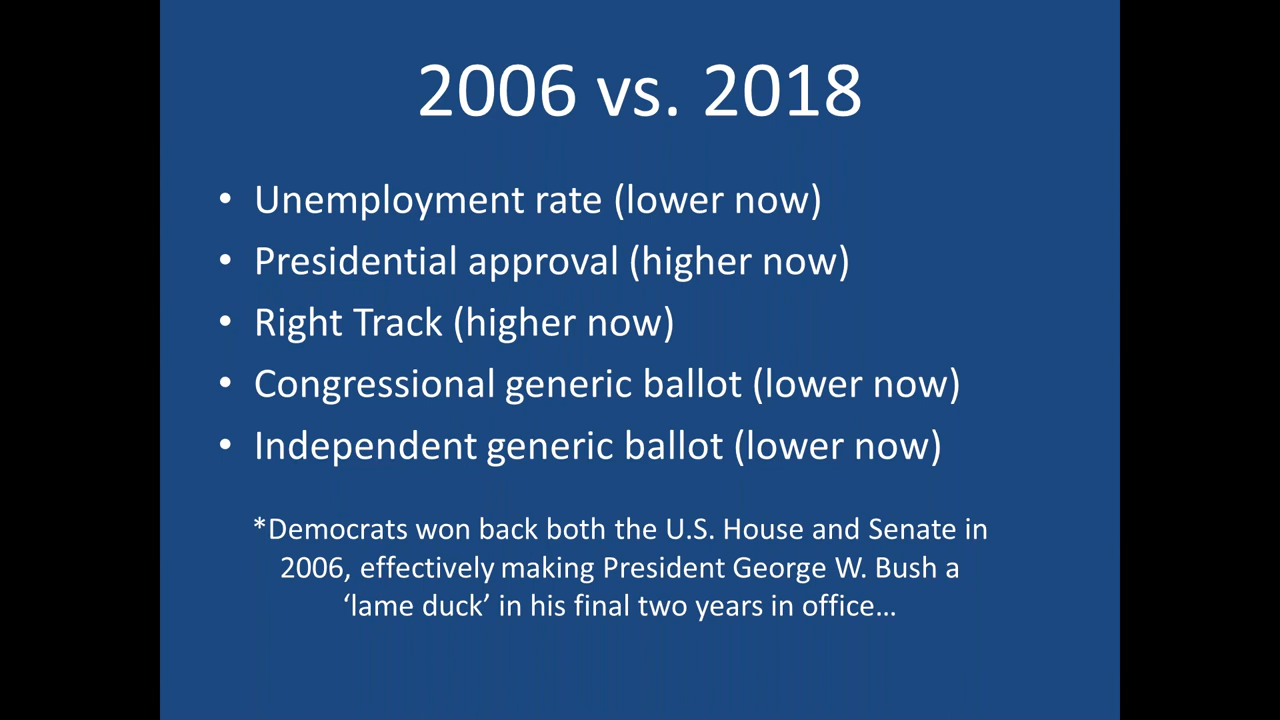 2006 vs. 2018
• Unemployment rate (lower now)
• Presidential approval (higher now)
• Right Track (higher now)
• Congressional generic ballot (lower now)
• Independent generic ballot (lower now)
*Democrats won back both the U.S. House and Senate in
2006, effectively making President George W. Bush a
‘lame duck’ in his final two years in office…